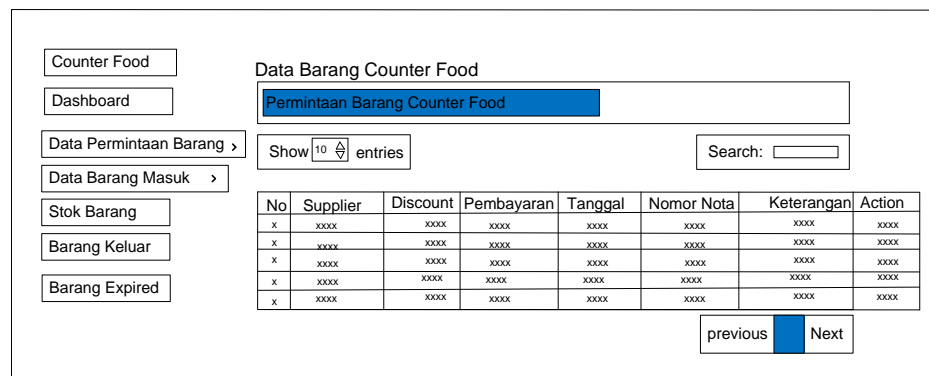 Counter Food
Dashboard
Data Permintaan Barang >
Data Barang Masuk >
Stok Barang
Barang Keluar
Barang Expired
Data Barang Counter Food
Permintaan Barang Counter Food
Show 10 entries
Search:
No Supplier Discount Pembayaran Tanggal Nomor Nota Keterangan Action
x xxxx xxxx xxxx xxxx xxxx xxxx xxxx
x xxxx xxxx xxxx xxxx xxxx xxxx xxxx
x xxxx xxxx xxxx xxxx xxxx xxxx xxxx
x xxxx xxxx xxxx xxxx xxxx xxxx xxxx
x xxxx xxxx xxxx xxxx xxxx xxxx xxxx
previous Next